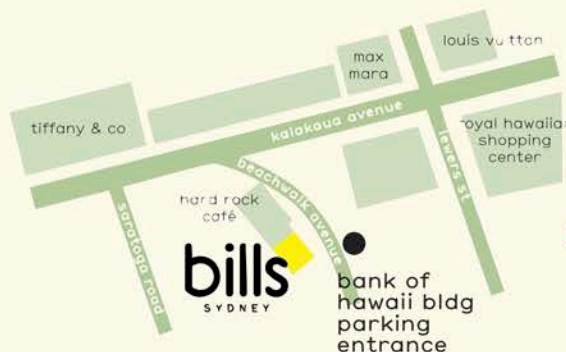 louis vuitton
max
mara
tiffany & co
kalakaua avenue
royal hawaiian
shopping
center
lewers st
beachwalk avenue
hard rock
café
saratoga road
bills
SYDNEY
bank of
hawaii bldg
parking
entrance